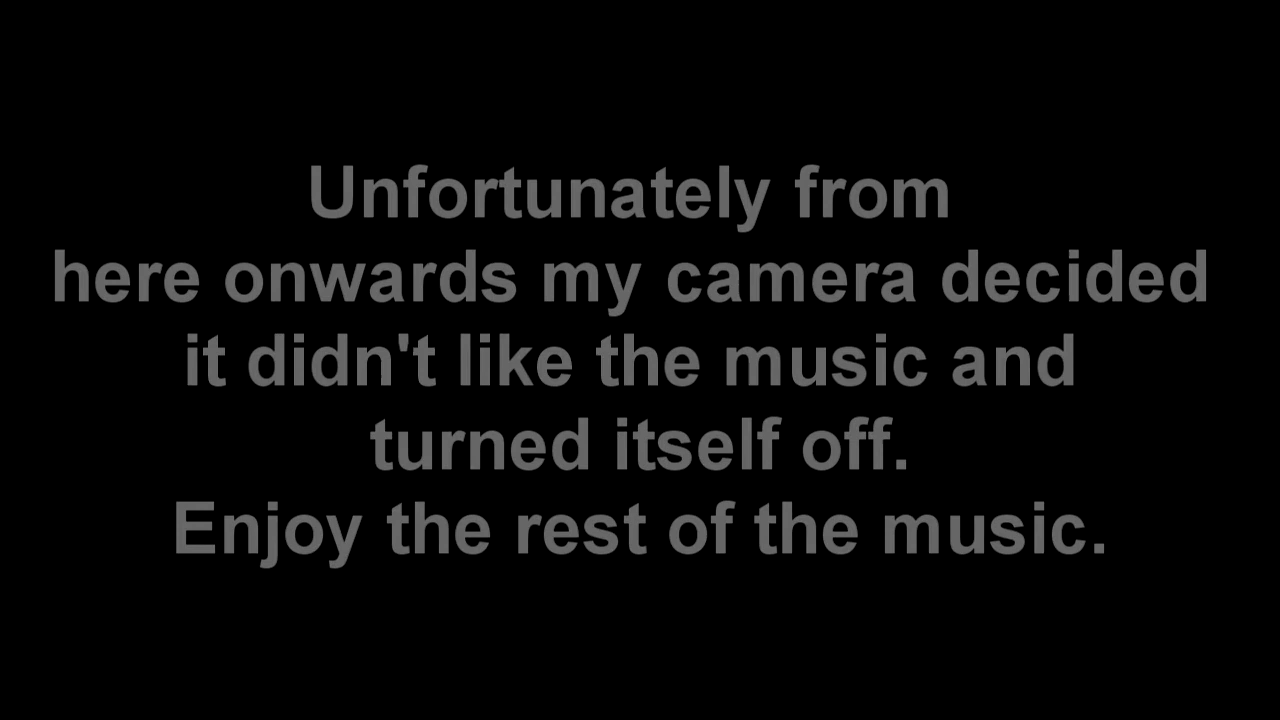 Unfortunately from
here onwards my camera decided
it didn't like the music and
turned itself off.
Enjoy the rest of the music.